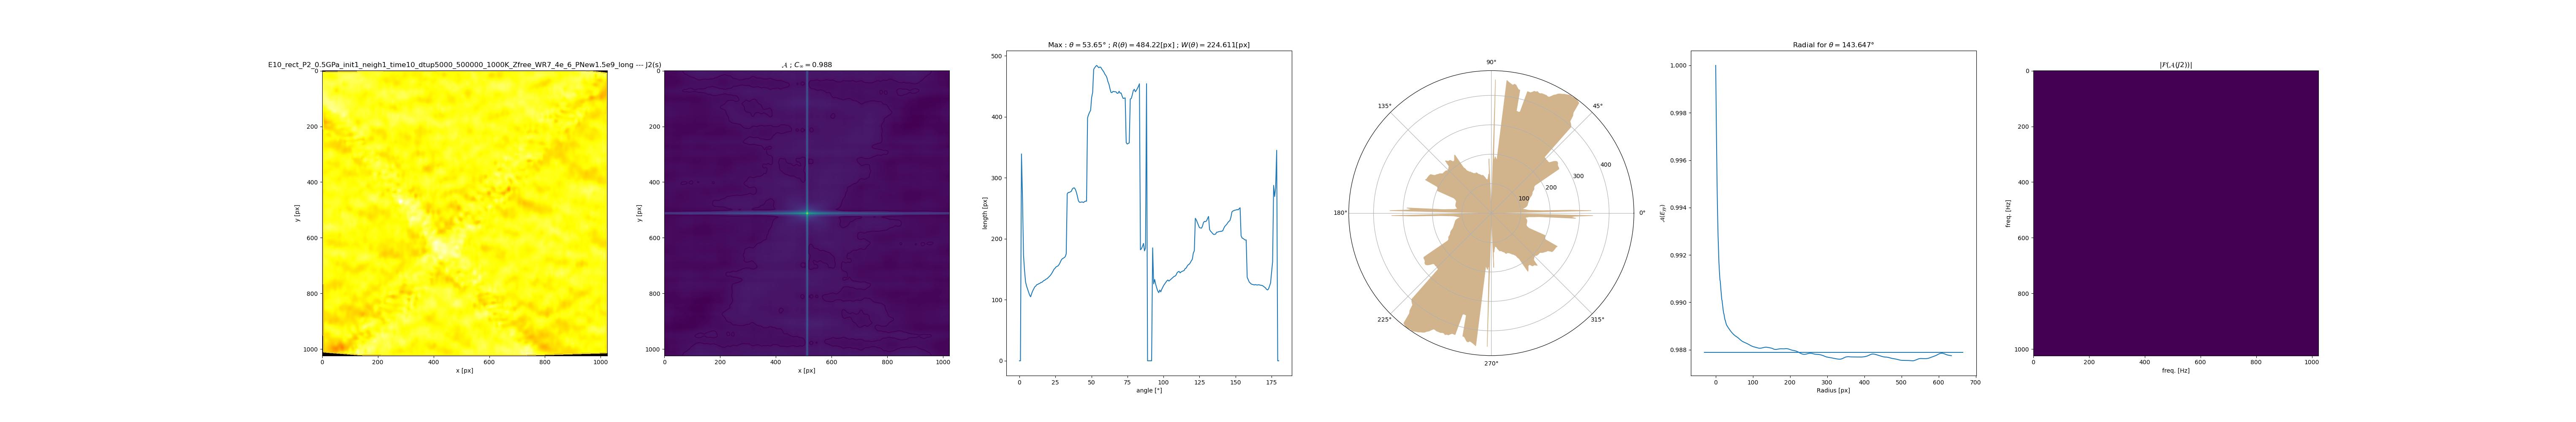 E10_rect_P2_0.5GPa_init1_neigh1_time10_dtup5000_500000_1000K_Zfree_WR7_4e_6_PNew1.5e9_long --- J2(s)
0
200
400
600
800
1000
y [px]
0 200 400 600 800 1000
x [px]
𝒜 ; C∞ = 0.988
0
200
400
600
800
1000
y [px]
0 200 400 600 800 1000
x [px]
Max : θ = 53.65° ; R(θ) = 484.22[px] ; W(θ) = 224.611[px]
500
400
300
200
100
0
length [px]
0 25 50 75 100 125 150 175
angle [°]
90°
135° 45°
400
300
200
100
180° 0°
225° 315°
270°
Radial for θ = 143.647°
1.000
0.998
0.996
0.994
0.992
0.990
0.988
0 100 200 300 400 500 600 700
Radius [px]
|ℱ(𝒜(J2))|
0
200
400
600
800
1000
freq. [Hz]
0 200 400 600 800 1000
freq. [Hz]